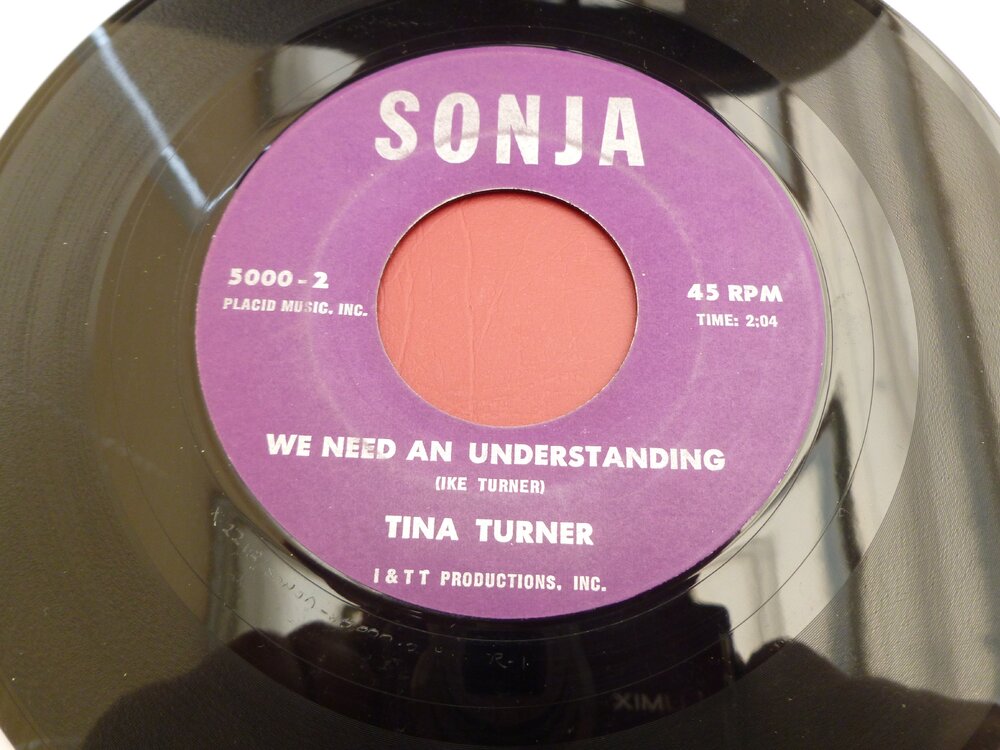 SONJA
5000-2
PLACID MUSIC. INC.
45 RPM
TIME: 2:04
WE NEED AN UNDERSTANDING
(IKE TURNER)
TINA TURNER
I & T T PRODUCTIONS, INC.
R-1